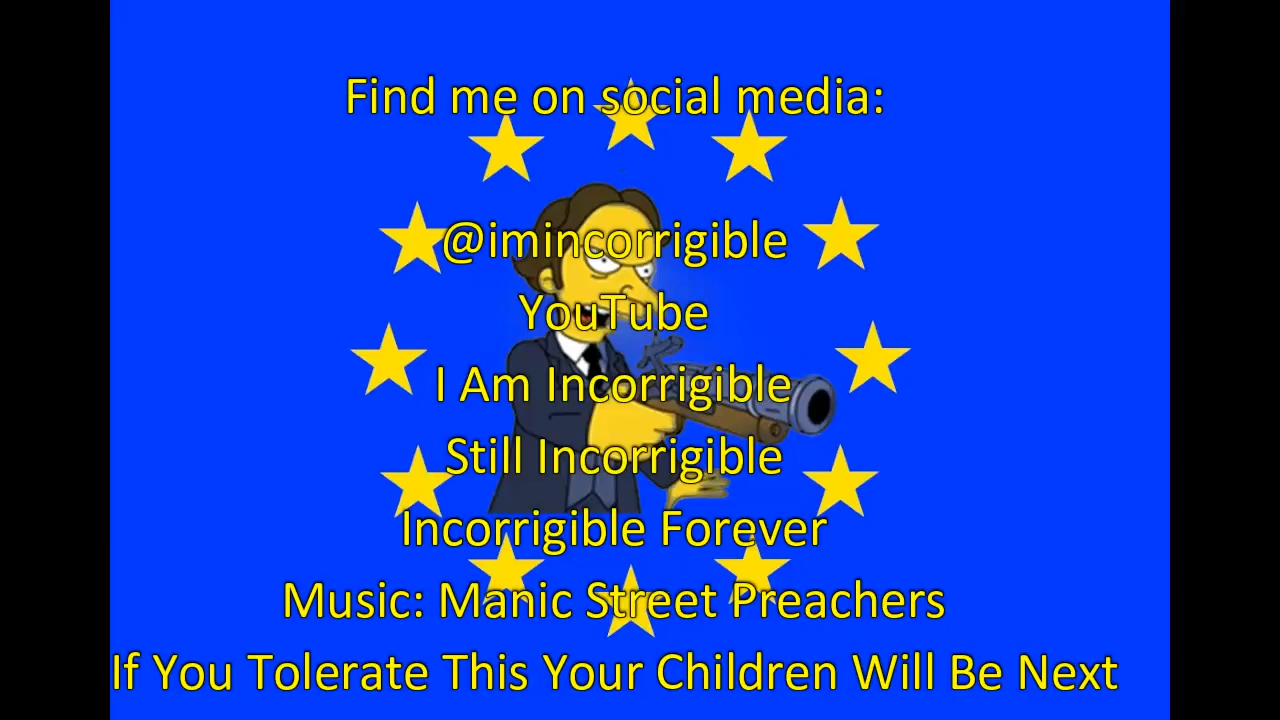 Find me on social media:
@imincorrigible
YouTube
I Am Incorrigible
Still Incorrigible
Incorrigible Forever
Music: Manic Street Preachers
If You Tolerate This Your Children Will Be Next